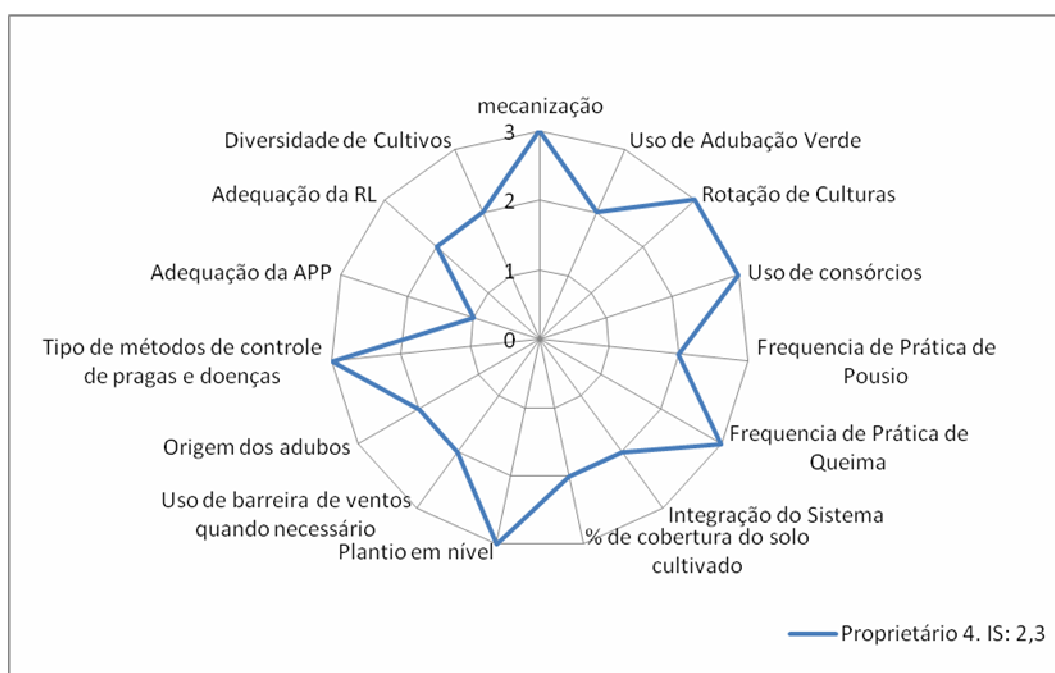 mecanização
Uso de Adubação Verde
Rotação de Culturas
Uso de consórcios
Frequencia de Prática de
Pousio
Frequencia de Prática de
Queima
Integração do Sistema
% de cobertura do solo
cultivado
Plantio em nível
Uso de barreira de ventos
quando necessário
Origem dos adubos
Tipo de métodos de controle
de pragas e doenças
Adequação da APP
Adequação da RL
Diversidade de Cultivos
3
2
1
0
Proprietário 4. IS: 2,3